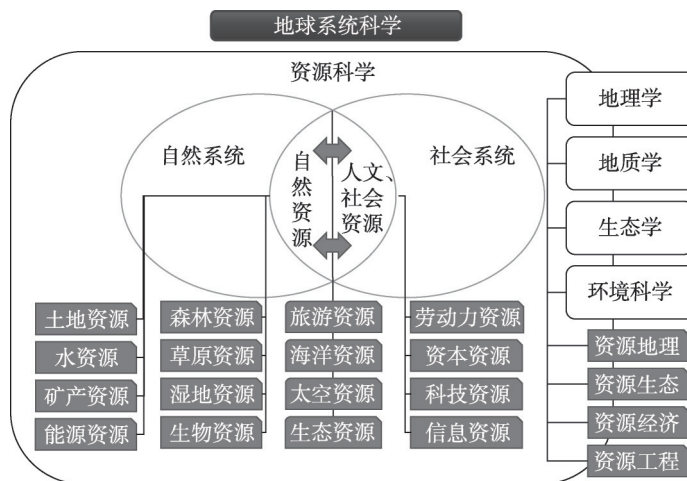 地球系统科学
资源科学
自然系统
社会系统
自然资源
人文、
社会
资源
土地资源
水资源
矿产资源
能源资源
森林资源
草原资源
湿地资源
生物资源
旅游资源
海洋资源
太空资源
生态资源
劳动力资源
资本资源
科技资源
信息资源
地理学
地质学
生态学
环境科学
资源地理
资源生态
资源经济
资源工程